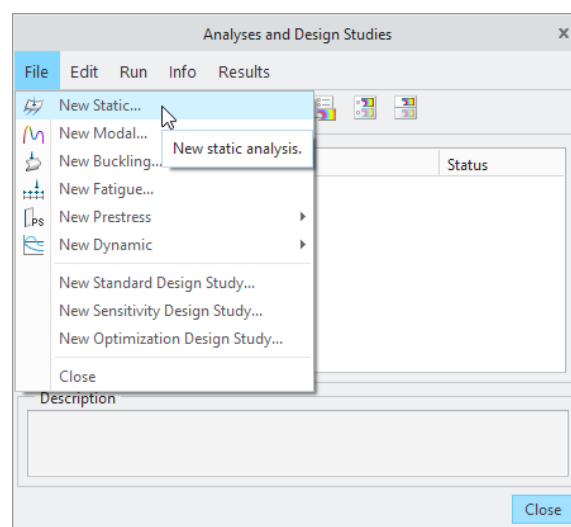 Analyses and Design Studies x
File Edit Run Info Results
New Static...
New Modal...
New static analysis.
New Buckling...
Status
New Fatigue...
PS New Prestress
New Dynamic
New Standard Design Study...
New Sensitivity Design Study...
New Optimization Design Study...
Close
Description
Close